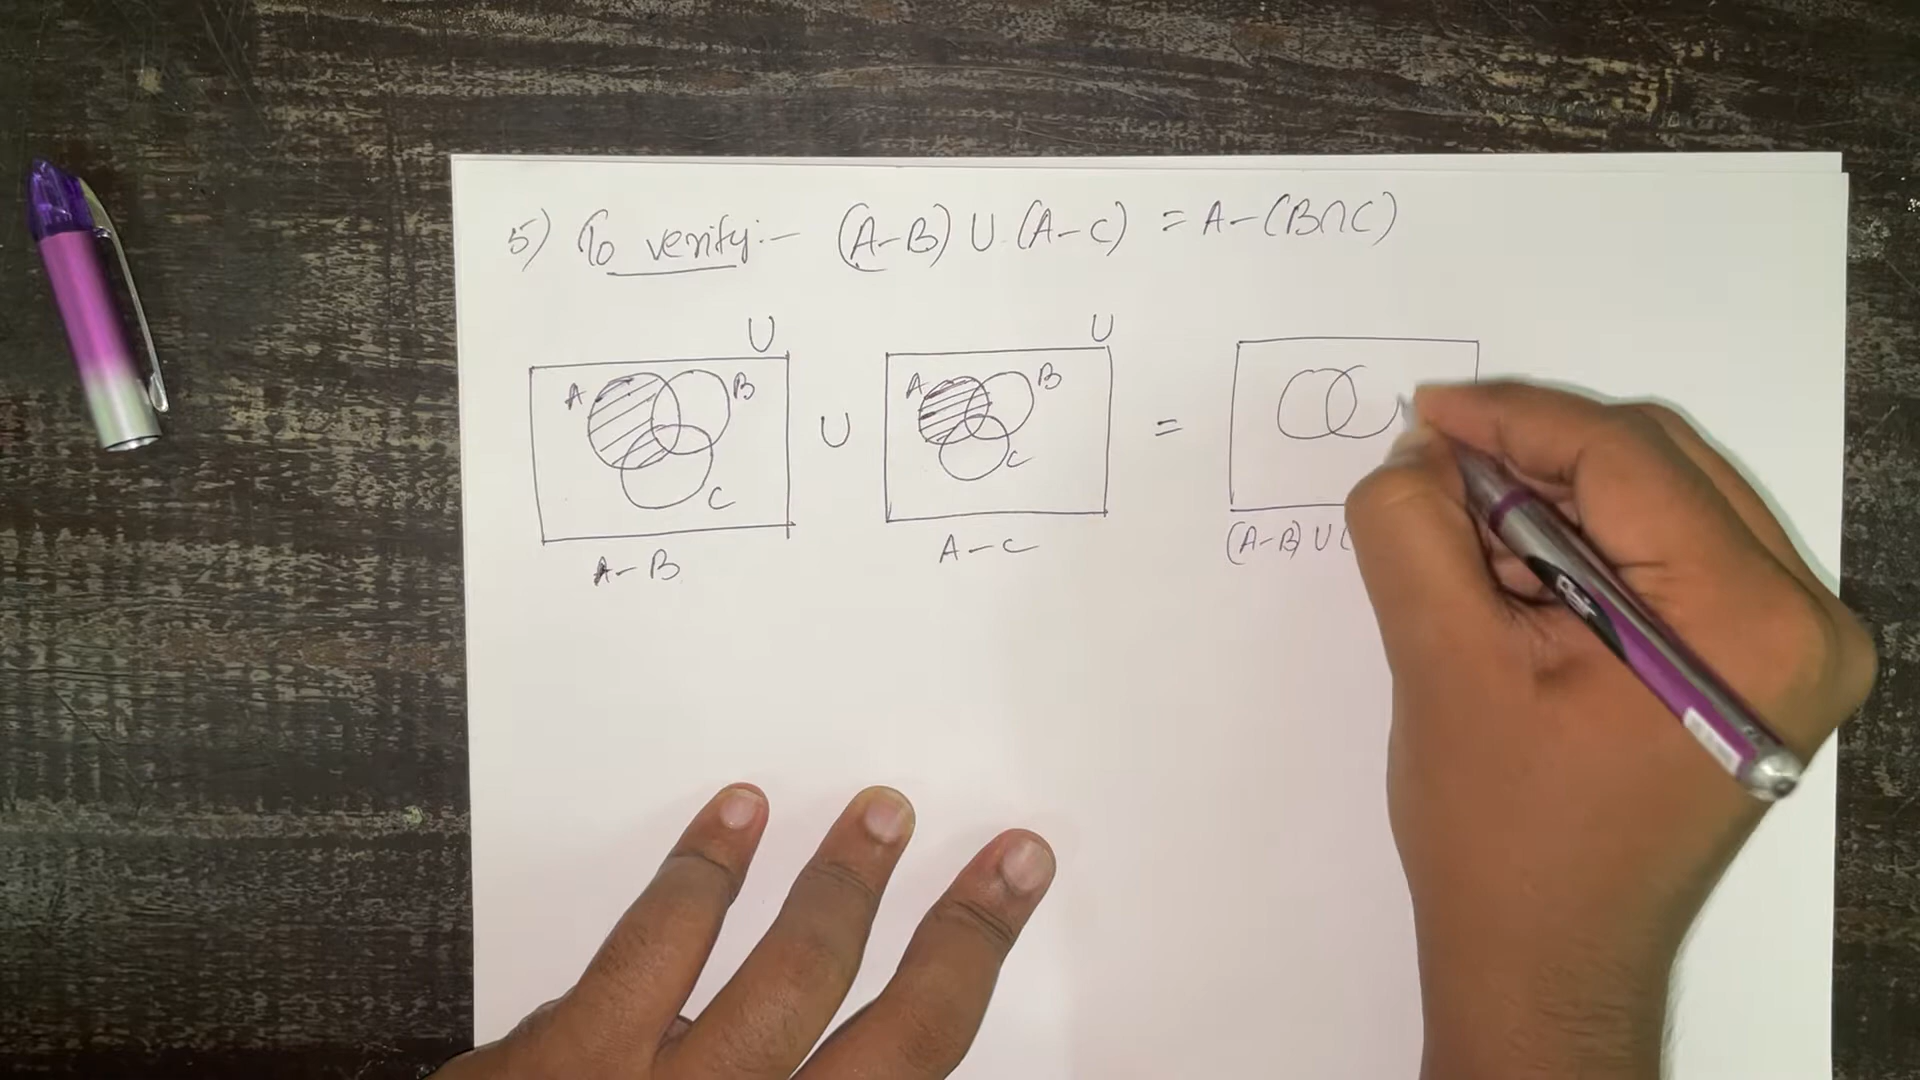 5) To verify:- (A-B) U (A-C) = A-(B∩C)
U U
A B A B
U =
C C
A-B A-C (A-B) U (